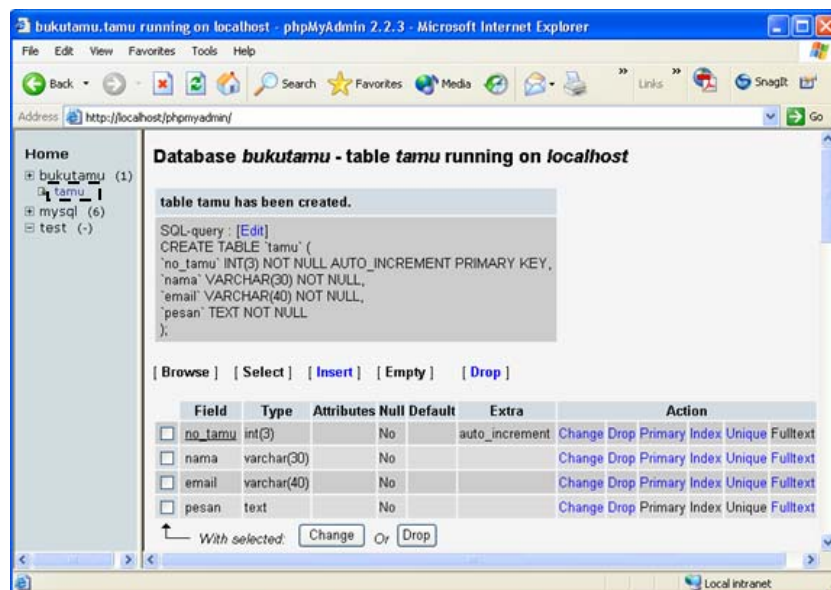 bukutamu.tamu running on localhost - phpMyAdmin 2.2.3 - Microsoft Internet Explorer
File Edit View Favorites Tools Help
Back Search Favorites Media » Links » SnagIt
Address http://localhost/phpmyadmin/ Go
Home
bukutamu (1)
tamu
mysql (6)
test (-)
Database bukutamu - table tamu running on localhost
table tamu has been created.
SQL-query : [Edit]
CREATE TABLE `tamu` (
`no_tamu` INT(3) NOT NULL AUTO_INCREMENT PRIMARY KEY,
`nama` VARCHAR(30) NOT NULL,
`email` VARCHAR(40) NOT NULL,
`pesan` TEXT NOT NULL
);
[ Browse ] [ Select ] [ Insert ] [ Empty ] [ Drop ]
Field Type Attributes Null Default Extra Action
no_tamu int(3) No auto_increment Change Drop Primary Index Unique Fulltext
nama varchar(30) No Change Drop Primary Index Unique Fulltext
email varchar(40) No Change Drop Primary Index Unique Fulltext
pesan text No Change Drop Primary Index Unique Fulltext
With selected: Change Or Drop
Local intranet